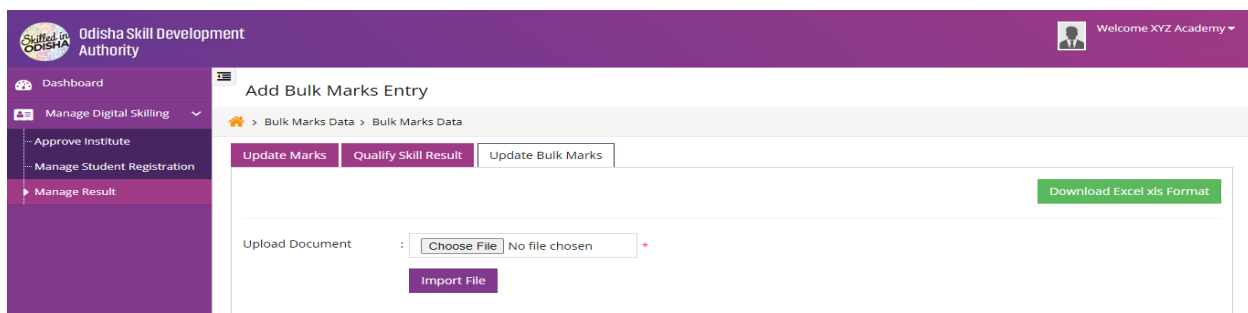 Skilled in
ODISHA
Odisha Skill Development
Authority
Welcome XYZ Academy
Dashboard
Manage Digital Skilling
Approve Institute
Manage Student Registration
Manage Result
Add Bulk Marks Entry
> Bulk Marks Data > Bulk Marks Data
Update Marks Qualify Skill Result Update Bulk Marks
Download Excel xls Format
Upload Document : Choose File No file chosen *
Import File